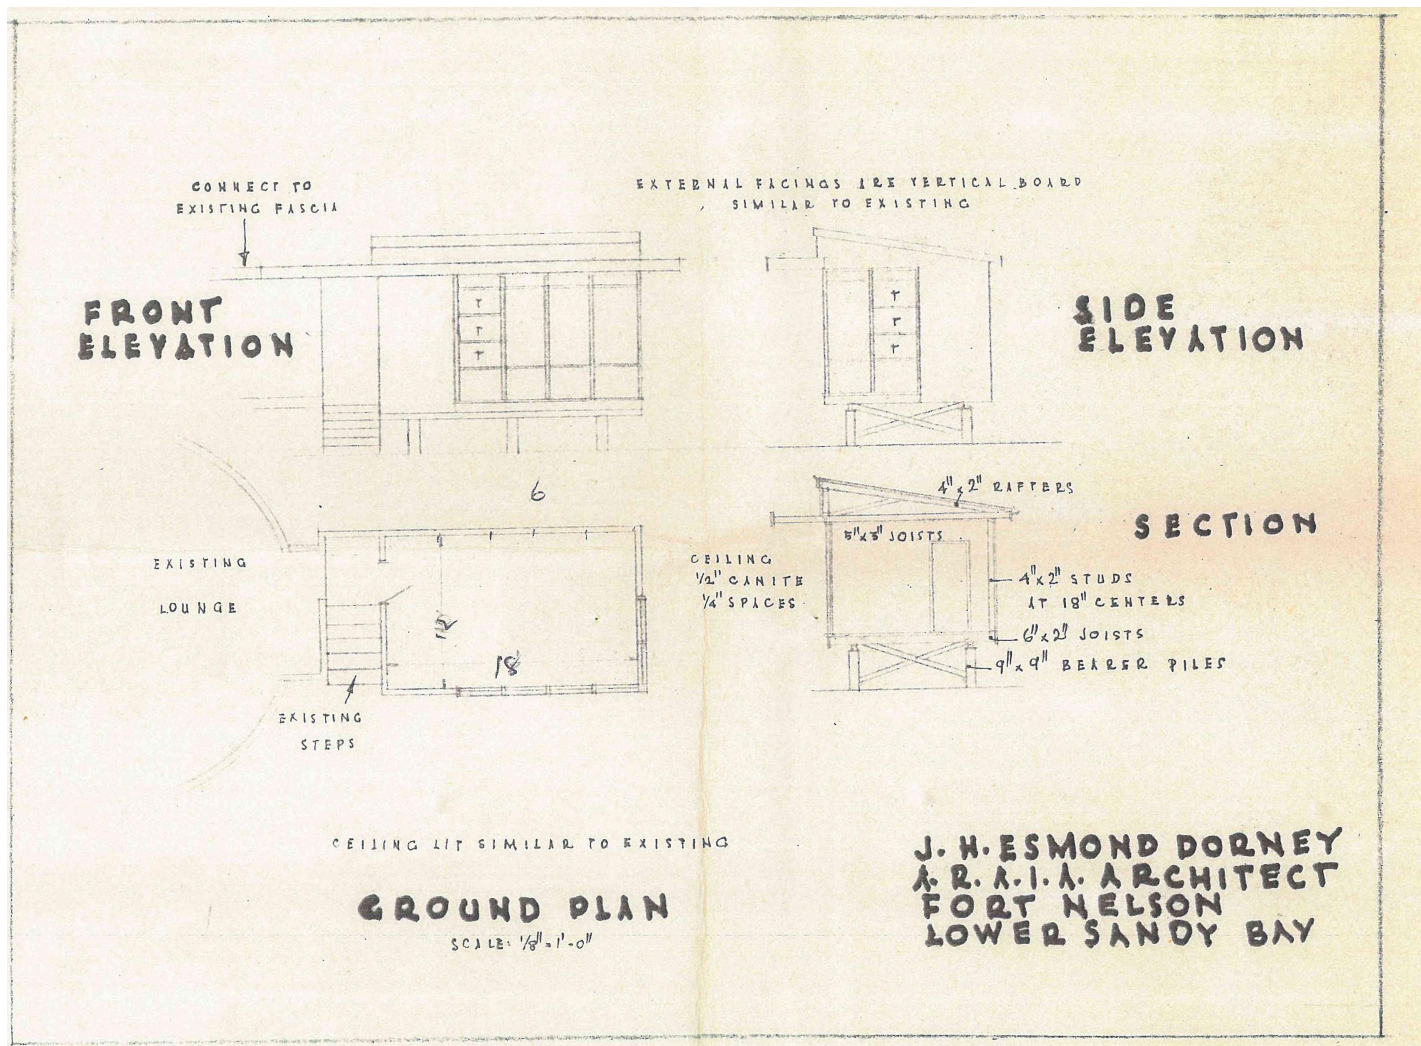 CONNECT TO
EXISTING FASCIA
EXTERNAL FACINGS ARE VERTICAL BOARD
SIMILAR TO EXISTING
FRONT
ELEVATION
SIDE
ELEVATION
6
4"x2" RAFTERS
SECTION
JOISTS
CEILING
1/2" CANITE
1/4" SPACES
4"x2" STUDS
AT 18" CENTERS
6"x2" JOISTS
9"x9" BEARER PILES
EXISTING
LOUNGE
18
EXISTING
STEPS
CEILING LIT SIMILAR TO EXISTING
GROUND PLAN
SCALE: 1/8"=1'-0"
J. H. ESMOND DORNEY
A. R. A. I. A. ARCHITECT
FORT NELSON
LOWER SANDY BAY